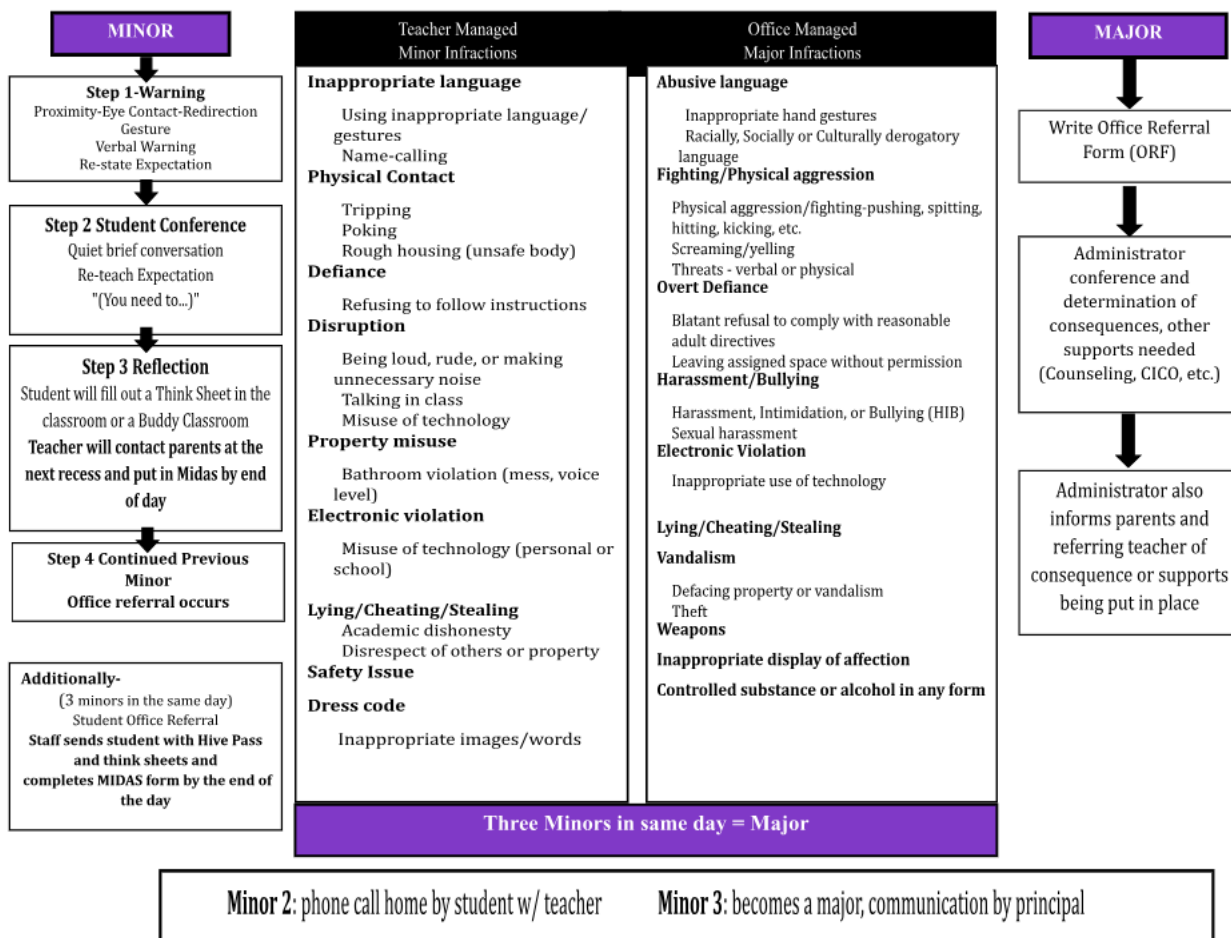 MINOR
Step 1-Warning
Proximity-Eye Contact-Redirection
Gesture
Verbal Warning
Re-state Expectation
Step 2 Student Conference
Quiet brief conversation
Re-teach Expectation
"(You need to...)"
Step 3 Reflection
Student will fill out a Think Sheet in the
classroom or a Buddy Classroom
Teacher will contact parents at the
next recess and put in Midas by end
of day
Step 4 Continued Previous
Minor
Office referral occurs
Additionally-
(3 minors in the same day)
Student Office Referral
Staff sends student with Hive Pass
and think sheets and
completes MIDAS form by the end of
the day
Teacher Managed
Minor Infractions
Inappropriate language
Using inappropriate language/
gestures
Name-calling
Physical Contact
Tripping
Poking
Rough housing (unsafe body)
Defiance
Refusing to follow instructions
Disruption
Being loud, rude, or making
unnecessary noise
Talking in class
Misuse of technology
Property misuse
Bathroom violation (mess, voice
level)
Electronic violation
Misuse of technology (personal or
school)
Lying/Cheating/Stealing
Academic dishonesty
Disrespect of others or property
Safety Issue
Dress code
Inappropriate images/words
Office Managed
Major Infractions
Abusive language
Inappropriate hand gestures
Racially, Socially or Culturally derogatory
language
Fighting/Physical aggression
Physical aggression/fighting-pushing, spitting,
hitting, kicking, etc.
Screaming/yelling
Threats - verbal or physical
Overt Defiance
Blatant refusal to comply with reasonable
adult directives
Leaving assigned space without permission
Harassment/Bullying
Harassment, Intimidation, or Bullying (HIB)
Sexual harassment
Electronic Violation
Inappropriate use of technology
Lying/Cheating/Stealing
Vandalism
Defacing property or vandalism
Theft
Weapons
Inappropriate display of affection
Controlled substance or alcohol in any form
MAJOR
Write Office Referral
Form (ORF)
Administrator
conference and
determination of
consequences, other
supports needed
(Counseling, CICO, etc.)
Administrator also
informs parents and
referring teacher of
consequence or supports
being put in place
Three Minors in same day = Major
Minor 2: phone call home by student w/ teacher Minor 3: becomes a major, communication by principal